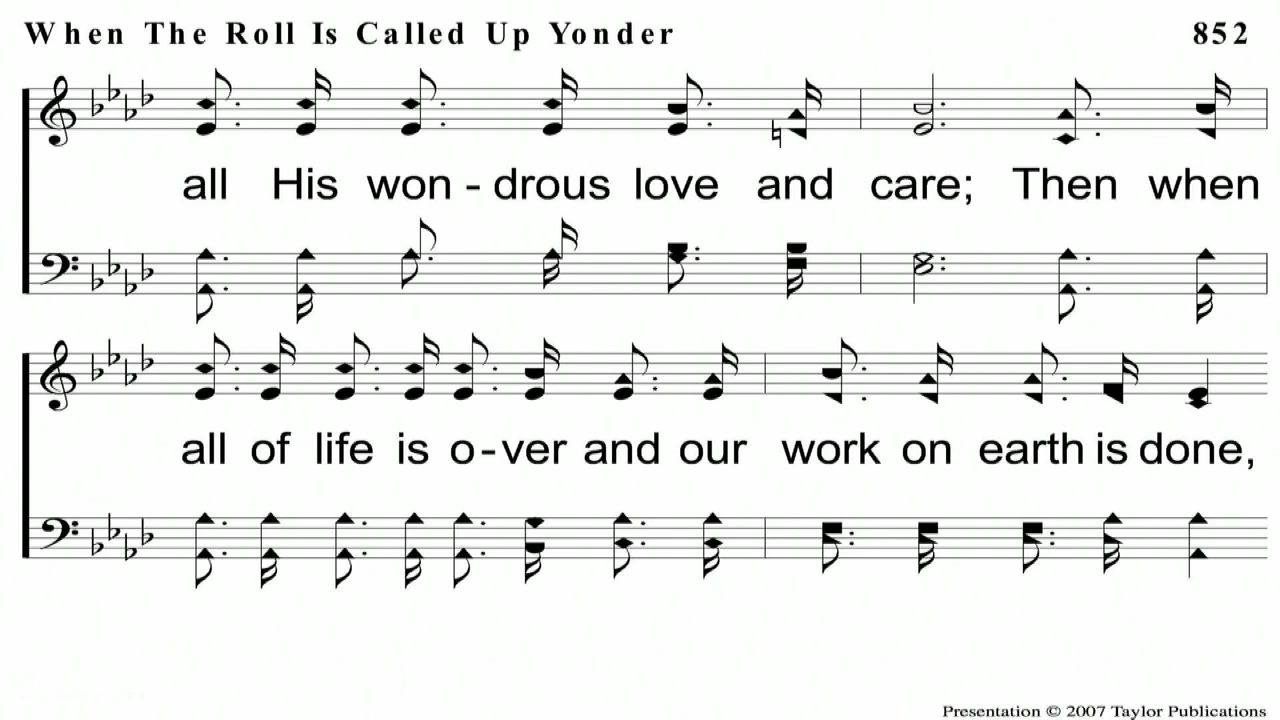 When The Roll Is Called Up Yonder 852
all His won - drous love and care; Then when
all of life is o - ver and our work on earth is done,
Presentation © 2007 Taylor Publications